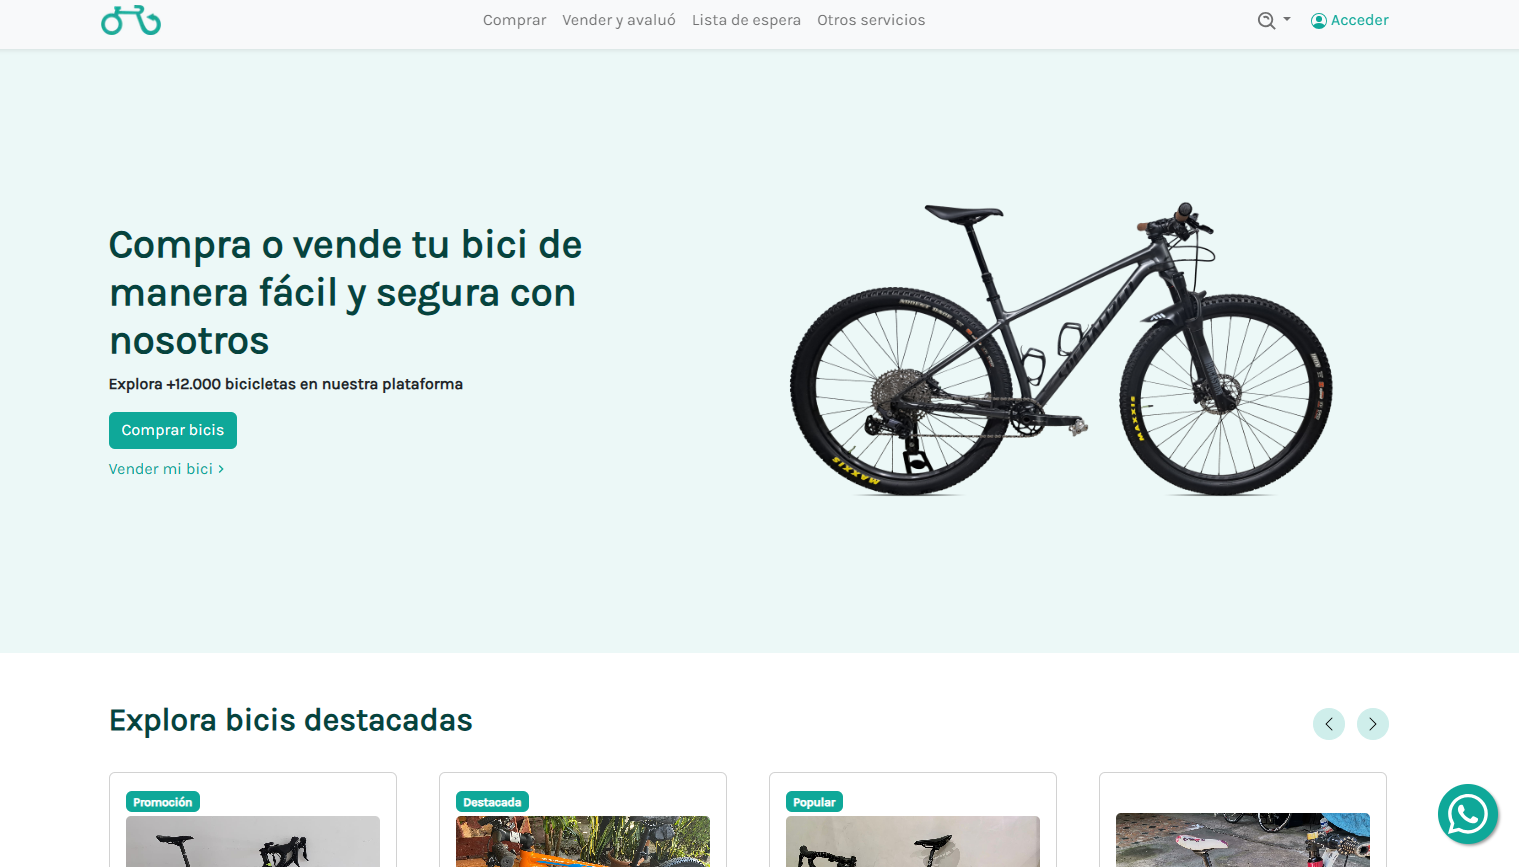 Comprar Vender y avaluó Lista de espera Otros servicios Acceder
Compra o vende tu bici de
manera fácil y segura con
nosotros
Explora +12.000 bicicletas en nuestra plataforma
Comprar bicis
Vender mi bici ›
MAXXIS
MAXXIS
Explora bicis destacadas
Promoción
Destacada
Popular